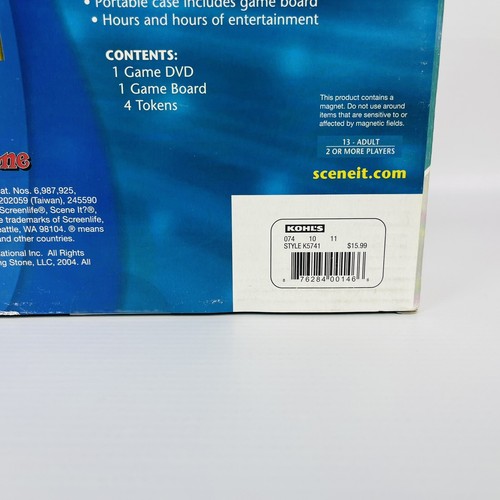 • Portable case includes game board
• Hours and hours of entertainment
CONTENTS:
1 Game DVD
1 Game Board
4 Tokens
This product contains a
magnet. Do not use around
items that are sensitive to or
affected by magnetic fields.
13 - ADULT
2 OR MORE PLAYERS
sceneit.com
at. Nos. 6,987,925,
202059 (Taiwan), 245590
Screenlife®, Scene It?®,
e trademarks of Screenlife,
eattle, WA 98104. ® means
and other countries.
ational Inc. All Rights
ng Stone, LLC, 2004. All
KOHL'S
074 10 11
STYLE K5741 $15.99
8 76284 00146